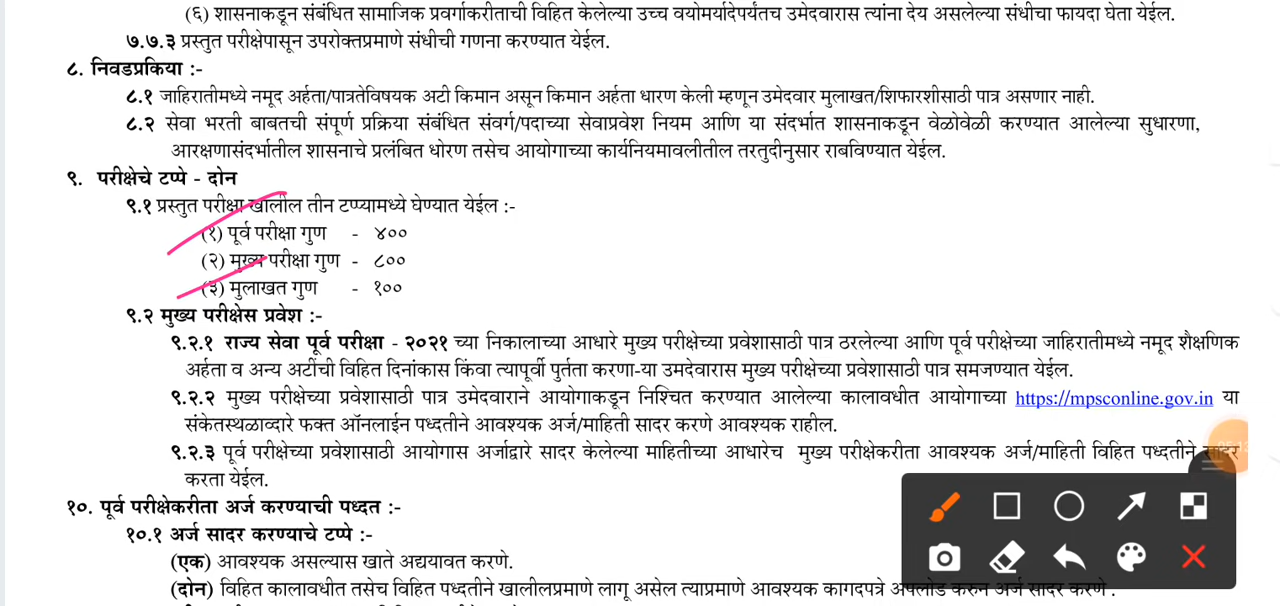 (६) शासनाकडून संबंधित सामाजिक प्रवर्गाकरीताची विहित केलेल्या उच्च वयोमर्यादेपर्यंतच उमेदवारास त्यांना देय असलेल्या संधीचा फायदा घेता येईल.
७.७.३ प्रस्तुत परीक्षेपासून उपरोक्तप्रमाणे संधीची गणना करण्यात येईल.
८. निवडप्रकिया :-
८.१ जाहिरातीमध्ये नमूद अर्हता/पात्रतेविषयक अटी किमान असून किमान अर्हता धारण केली म्हणून उमेदवार मुलाखत/शिफारशीसाठी पात्र असणार नाही.
८.२ सेवा भरती बाबतची संपूर्ण प्रक्रिया संबंधित संवर्ग/पदाच्या सेवाप्रवेश नियम आणि या संदर्भात शासनाकडून वेळोवेळी करण्यात आलेल्या सुधारणा,
आरक्षणासंदर्भातील शासनाचे प्रलंबित धोरण तसेच आयोगाच्या कार्यनियमावलीतील तरतुदीनुसार राबविण्यात येईल.
९. परीक्षेचे टप्पे - दोन
९.१ प्रस्तुत परीक्षा खालील तीन टप्प्यामध्ये घेण्यात येईल :-
(१) पूर्व परीक्षा गुण - ४००
(२) मुख्य परीक्षा गुण - ८००
(३) मुलाखत गुण - १००
९.२ मुख्य परीक्षेस प्रवेश :-
९.२.१ राज्य सेवा पूर्व परीक्षा - २०२१ च्या निकालाच्या आधारे मुख्य परीक्षेच्या प्रवेशासाठी पात्र ठरलेल्या आणि पूर्व परीक्षेच्या जाहिरातीमध्ये नमूद शैक्षणिक
अर्हता व अन्य अटींची विहित दिनांकास किंवा त्यापूर्वी पुर्तता करणा-या उमदेवारास मुख्य परीक्षेच्या प्रवेशासाठी पात्र समजण्यात येईल.
९.२.२ मुख्य परीक्षेच्या प्रवेशासाठी पात्र उमेदवाराने आयोगाकडून निश्चित करण्यात आलेल्या कालावधीत आयोगाच्या https://mpsconline.gov.in या
संकेतस्थळाव्दारे फक्त ऑनलाईन पध्दतीने आवश्यक अर्ज/माहिती सादर करणे आवश्यक राहील.
९.२.३ पूर्व परीक्षेच्या प्रवेशासाठी आयोगास अर्जाद्वारे सादर केलेल्या माहितीच्या आधारेच मुख्य परीक्षेकरीता आवश्यक अर्ज/माहिती विहित पध्दतीने सादर
करता येईल.
१०. पूर्व परीक्षेकरीता अर्ज करण्याची पध्दत :-
१०.१ अर्ज सादर करण्याचे टप्पे :-
(एक) आवश्यक असल्यास खाते अद्ययावत करणे.
(दोन) विहित कालावधीत तसेच विहित पध्दतीने खालीलप्रमाणे लागू असेल त्याप्रमाणे आवश्यक कागदपत्रे अपलोड करुन अर्ज सादर करणे.